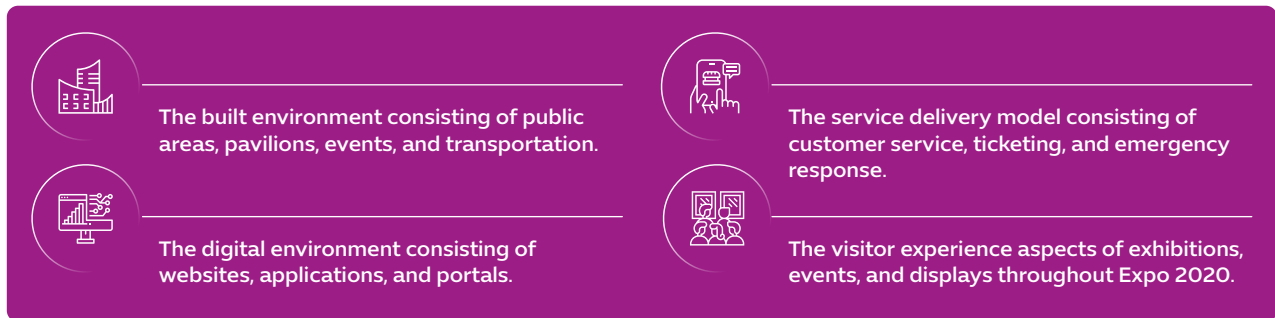 The built environment consisting of public
areas, pavilions, events, and transportation.
The service delivery model consisting of
customer service, ticketing, and emergency
response.
The digital environment consisting of
websites, applications, and portals.
The visitor experience aspects of exhibitions,
events, and displays throughout Expo 2020.